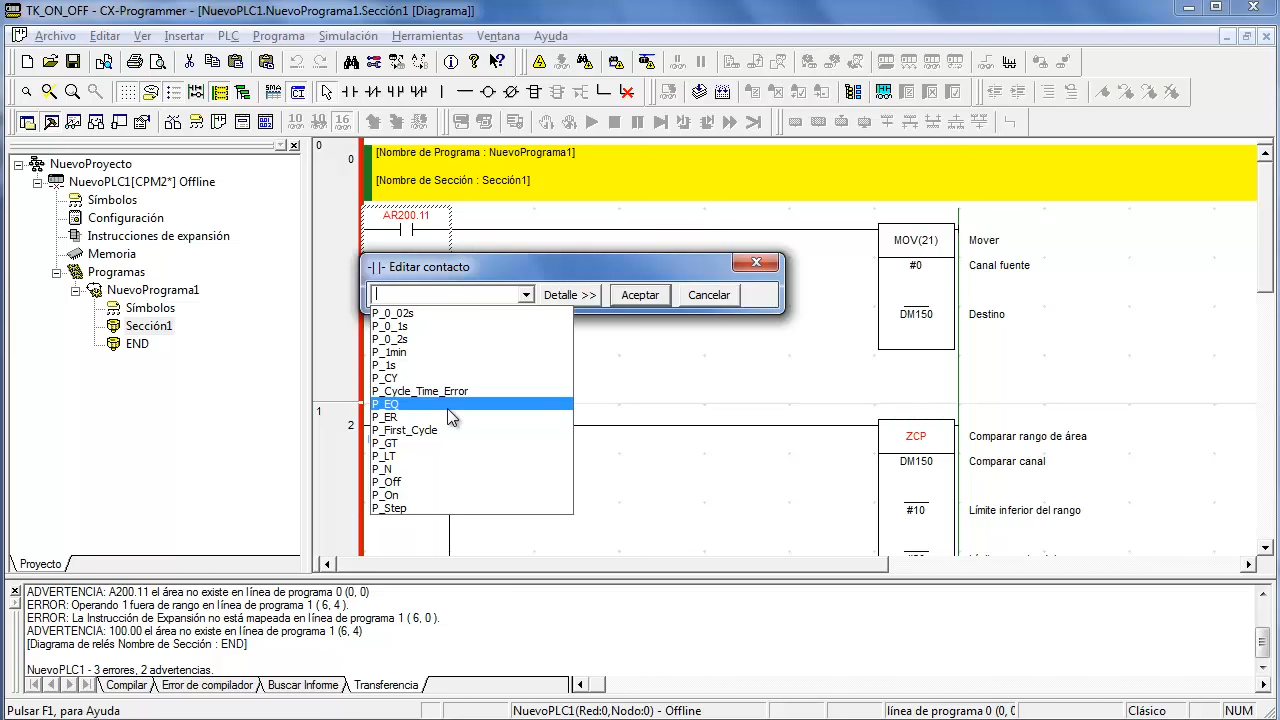 TK_ON_OFF - CX-Programmer - [NuevoPLC1.NuevoPrograma1.Sección1 [Diagrama]]
Archivo Editar Ver Insertar PLC Programa Simulación Herramientas Ventana Ayuda
10 10 16
NuevoProyecto
NuevoPLC1[CPM2*] Offline
Símbolos
Configuración
Instrucciones de expansión
Memoria
Programas
NuevoPrograma1
Símbolos
Sección1
END
Proyecto
0
0
[Nombre de Programa : NuevoPrograma1]
[Nombre de Sección : Sección1]
AR200.11
MOV(21) Mover
#0 Canal fuente
DM150 Destino
-| |- Editar contacto
Detalle >> Aceptar Cancelar
P_0_02s
P_0_1s
P_0_2s
P_1min
P_1s
P_CY
P_Cycle_Time_Error
P_EQ
P_ER
P_First_Cycle
P_GT
P_LT
P_N
P_Off
P_On
P_Step
1
2
ZCP Comparar rango de área
DM150 Comparar canal
#10 Límite inferior del rango
ADVERTENCIA: A200.11 el área no existe en línea de programa 0 (0, 0)
ERROR: Operando 1 fuera de rango en línea de programa 1 ( 6, 4 ).
ERROR: La Instrucción de Expansión no está mapeada en línea de programa 1 ( 6, 0 ).
ADVERTENCIA: 100.00 el área no existe en línea de programa 1 (6, 4)
[Diagrama de relés Nombre de Sección : END]
NuevoPLC1 - 3 errores, 2 advertencias.
Compilar Error de compilador Buscar Informe Transferencia
Pulsar F1, para Ayuda NuevoPLC1(Red:0,Nodo:0) - Offline línea de programa 0 (0, 0 Clásico NUM